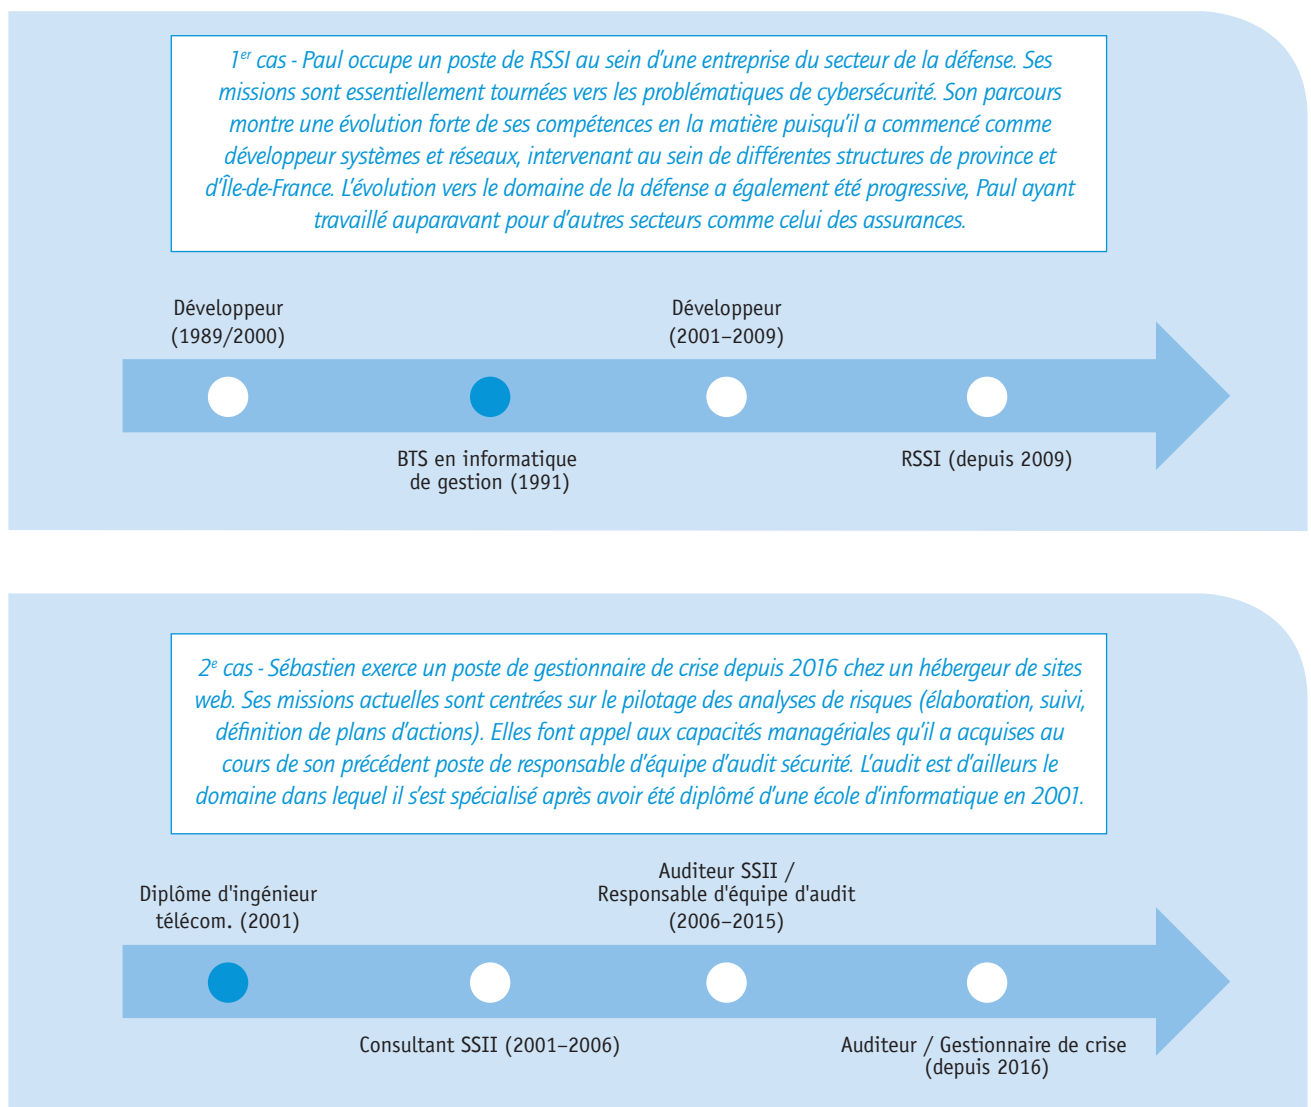 1er cas - Paul occupe un poste de RSSI au sein d'une entreprise du secteur de la défense. Ses
missions sont essentiellement tournées vers les problématiques de cybersécurité. Son parcours
montre une évolution forte de ses compétences en la matière puisqu'il a commencé comme
développeur systèmes et réseaux, intervenant au sein de différentes structures de province et
d'Île-de-France. L'évolution vers le domaine de la défense a également été progressive, Paul ayant
travaillé auparavant pour d'autres secteurs comme celui des assurances.
Développeur
(1989/2000)
BTS en informatique
de gestion (1991)
Développeur
(2001–2009)
RSSI (depuis 2009)
2e cas - Sébastien exerce un poste de gestionnaire de crise depuis 2016 chez un hébergeur de sites
web. Ses missions actuelles sont centrées sur le pilotage des analyses de risques (élaboration, suivi,
définition de plans d'actions). Elles font appel aux capacités managériales qu'il a acquises au
cours de son précédent poste de responsable d'équipe d'audit sécurité. L'audit est d'ailleurs le
domaine dans lequel il s'est spécialisé après avoir été diplômé d'une école d'informatique en 2001.
Diplôme d'ingénieur
télécom. (2001)
Consultant SSII (2001–2006)
Auditeur SSII /
Responsable d'équipe d'audit
(2006–2015)
Auditeur / Gestionnaire de crise
(depuis 2016)